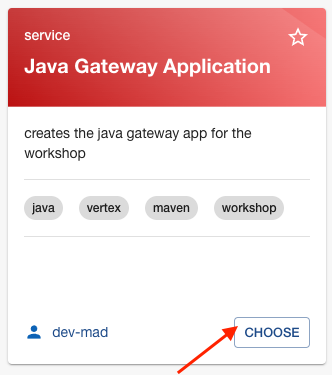 service
Java Gateway Application
creates the java gateway app for the
workshop
java vertex maven workshop
dev-mad CHOOSE